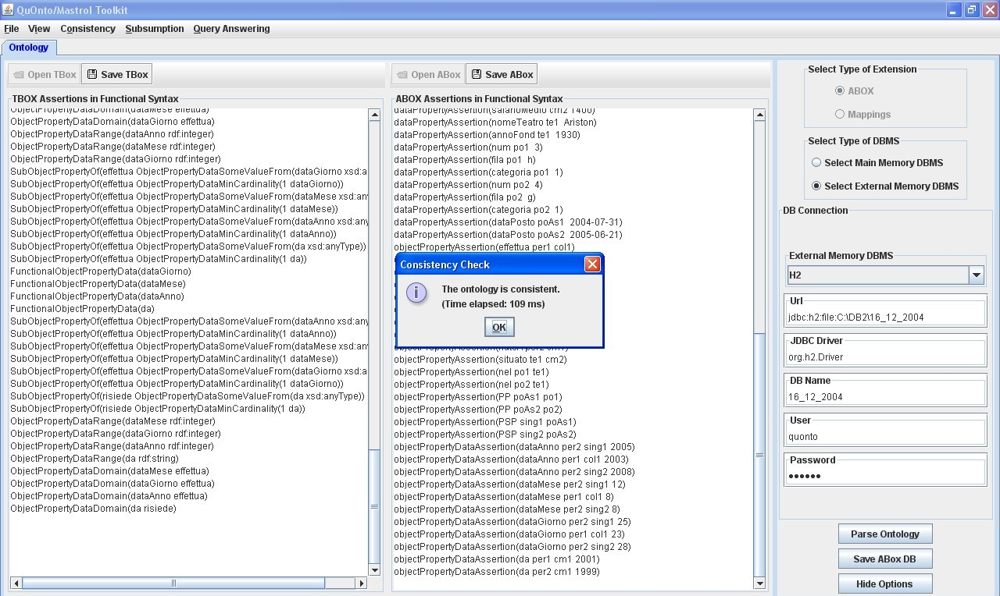 QuOnto/MastroI Toolkit
File View Consistency Subsumption Query Answering
Ontology
Open TBox Save TBox
TBOX Assertions in Functional Syntax
ObjectPropertyDataDomain(dataMese effettua)
ObjectPropertyDataDomain(dataGiorno effettua)
ObjectPropertyDataRange(dataAnno rdf:integer)
ObjectPropertyDataRange(dataMese rdf:integer)
ObjectPropertyDataRange(dataGiorno rdf:integer)
SubObjectPropertyOf(effettua ObjectPropertyDataSomeValueFrom(dataGiorno xsd:a
SubObjectPropertyOf(effettua ObjectPropertyDataMinCardinality(1 dataGiorno))
SubObjectPropertyOf(effettua ObjectPropertyDataSomeValueFrom(dataMese xsd:any
SubObjectPropertyOf(effettua ObjectPropertyDataMinCardinality(1 dataMese))
SubObjectPropertyOf(effettua ObjectPropertyDataSomeValueFrom(dataAnno xsd:any
SubObjectPropertyOf(effettua ObjectPropertyDataMinCardinality(1 dataAnno))
SubObjectPropertyOf(effettua ObjectPropertyDataSomeValueFrom(da xsd:anyType))
SubObjectPropertyOf(effettua ObjectPropertyDataMinCardinality(1 da))
FunctionalObjectPropertyData(dataGiorno)
FunctionalObjectPropertyData(dataMese)
FunctionalObjectPropertyData(dataAnno)
FunctionalObjectPropertyData(da)
SubObjectPropertyOf(effettua ObjectPropertyDataSomeValueFrom(dataAnno xsd:any
SubObjectPropertyOf(effettua ObjectPropertyDataMinCardinality(1 dataAnno))
SubObjectPropertyOf(effettua ObjectPropertyDataSomeValueFrom(dataMese xsd:any
SubObjectPropertyOf(effettua ObjectPropertyDataMinCardinality(1 dataMese))
SubObjectPropertyOf(effettua ObjectPropertyDataSomeValueFrom(dataGiorno xsd:a
SubObjectPropertyOf(effettua ObjectPropertyDataMinCardinality(1 dataGiorno))
SubObjectPropertyOf(risiede ObjectPropertyDataSomeValueFrom(da xsd:anyType))
SubObjectPropertyOf(risiede ObjectPropertyDataMinCardinality(1 da))
ObjectPropertyDataRange(dataMese rdf:integer)
ObjectPropertyDataRange(dataGiorno rdf:integer)
ObjectPropertyDataRange(dataAnno rdf:integer)
ObjectPropertyDataRange(da rdf:string)
ObjectPropertyDataDomain(dataMese effettua)
ObjectPropertyDataDomain(dataGiorno effettua)
ObjectPropertyDataDomain(dataAnno effettua)
ObjectPropertyDataDomain(da risiede)
Open ABox Save ABox
ABOX Assertions in Functional Syntax
dataPropertyAssertion(salarioMedio cm2 1400)
dataPropertyAssertion(nomeTeatro te1 Ariston)
dataPropertyAssertion(annoFond te1 1930)
dataPropertyAssertion(num po1 3)
dataPropertyAssertion(fila po1 h)
dataPropertyAssertion(categoria po1 1)
dataPropertyAssertion(num po2 4)
dataPropertyAssertion(fila po2 g)
dataPropertyAssertion(categoria po2 1)
dataPropertyAssertion(dataPosto poAs1 2004-07-31)
dataPropertyAssertion(dataPosto poAs2 2005-06-21)
objectPropertyAssertion(effettua per1 col1)
Consistency Check
The ontology is consistent.
(Time elapsed: 109 ms)
OK
objectPropertyAssertion(situato te1 cm2)
objectPropertyAssertion(nel po1 te1)
objectPropertyAssertion(nel po2 te1)
objectPropertyAssertion(PP poAs1 po1)
objectPropertyAssertion(PP poAs2 po2)
objectPropertyAssertion(PSP sing1 poAs1)
objectPropertyAssertion(PSP sing2 poAs2)
objectPropertyDataAssertion(dataAnno per2 sing1 2005)
objectPropertyDataAssertion(dataAnno per1 col1 2003)
objectPropertyDataAssertion(dataAnno per2 sing2 2008)
objectPropertyDataAssertion(dataMese per2 sing1 12)
objectPropertyDataAssertion(dataMese per1 col1 8)
objectPropertyDataAssertion(dataMese per2 sing2 8)
objectPropertyDataAssertion(dataGiorno per2 sing1 25)
objectPropertyDataAssertion(dataGiorno per1 col1 23)
objectPropertyDataAssertion(dataGiorno per2 sing2 28)
objectPropertyDataAssertion(da per1 cm1 2001)
objectPropertyDataAssertion(da per2 cm1 1999)
Select Type of Extension
ABOX
Mappings
Select Type of DBMS
Select Main Memory DBMS
Select External Memory DBMS
DB Connection
External Memory DBMS
H2
Url
jdbc:h2:file:C:\DB2\16_12_2004
JDBC Driver
org.h2.Driver
DB Name
16_12_2004
User
quonto
Password
••••••
Parse Ontology
Save ABox DB
Hide Options